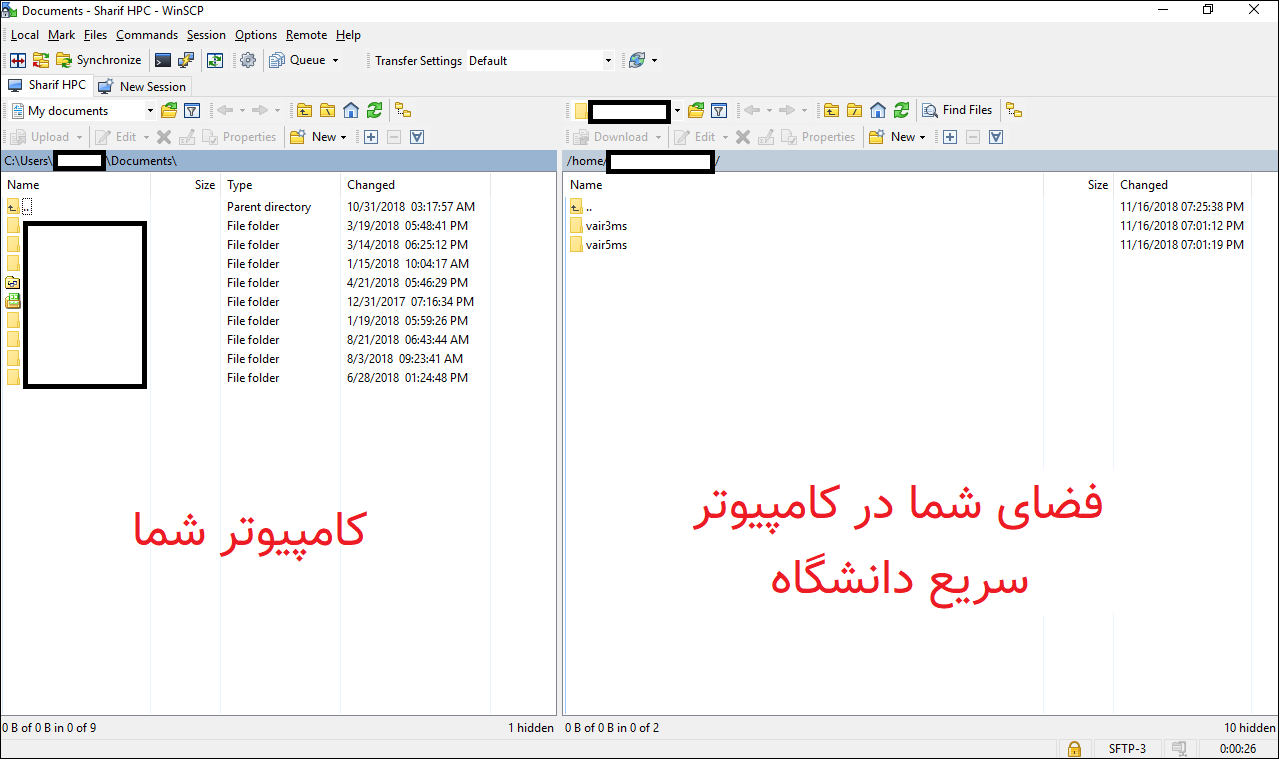 Documents - Sharif HPC - WinSCP
Local Mark Files Commands Session Options Remote Help
Synchronize Queue Transfer Settings Default
Sharif HPC New Session
My documents Find Files
Upload Edit Properties New Download Edit Properties New
C:\Users\ \Documents\ /home/ /
Name Size Type Changed Name Size Changed
.. Parent directory 10/31/2018 03:17:57 AM .. 11/16/2018 07:25:38 PM
File folder 3/19/2018 05:48:41 PM vair3ms 11/16/2018 07:01:12 PM
File folder 3/14/2018 06:25:12 PM vair5ms 11/16/2018 07:01:19 PM
File folder 1/15/2018 10:04:17 AM
File folder 4/21/2018 05:46:29 PM
File folder 12/31/2017 07:16:34 PM
File folder 1/19/2018 05:59:26 PM
File folder 8/21/2018 06:43:44 AM
File folder 8/3/2018 09:23:41 AM
File folder 6/28/2018 01:24:48 PM
فضای شما در کامپیوتر
سریع دانشگاه
کامپیوتر شما
0 B of 0 B in 0 of 9 1 hidden 0 B of 0 B in 0 of 2 10 hidden
SFTP-3 0:00:26